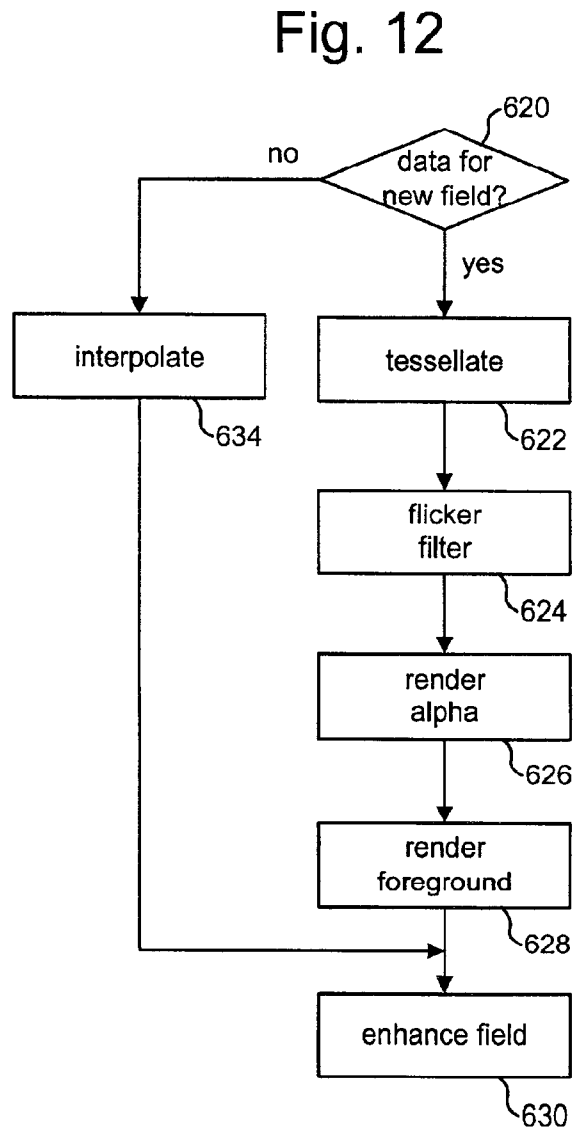 Fig. 12
620
no
data for
new field?
yes
interpolate
tessellate
634
622
flicker
filter
624
render
alpha
626
render
foreground
628
enhance field
630